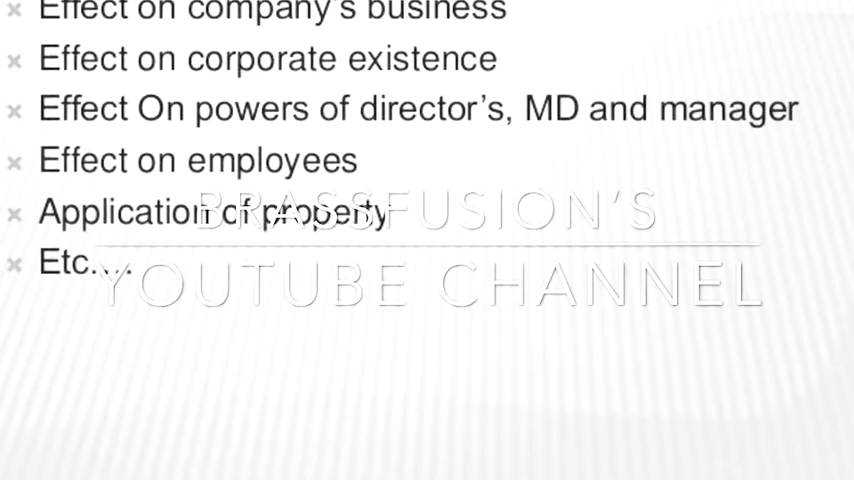 Effect on company's business
Effect on corporate existence
Effect On powers of director's, MD and manager
Effect on employees
Application of property
Etc....
BRASSFUSION'S
YOUTUBE CHANNEL